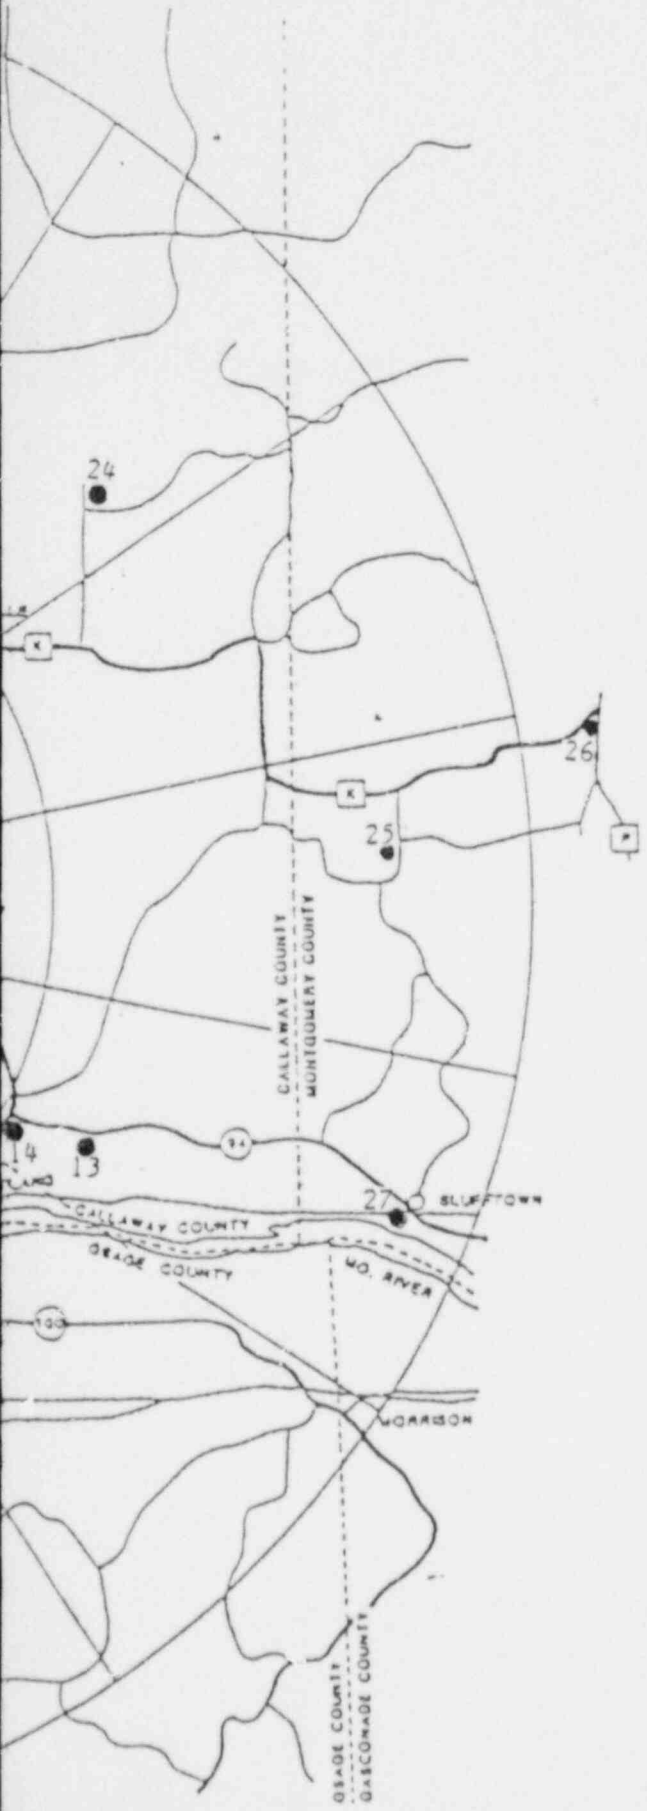 24
K
26
K
25
P
CALLAWAY COUNTY
MONTGOMERY COUNTY
94
14
13
27
BLUFFTOWN
CALLAWAY COUNTY
OSAGE COUNTY
MO. RIVER
100
MORRISON
OSAGE COUNTY
GASCONADE COUNTY